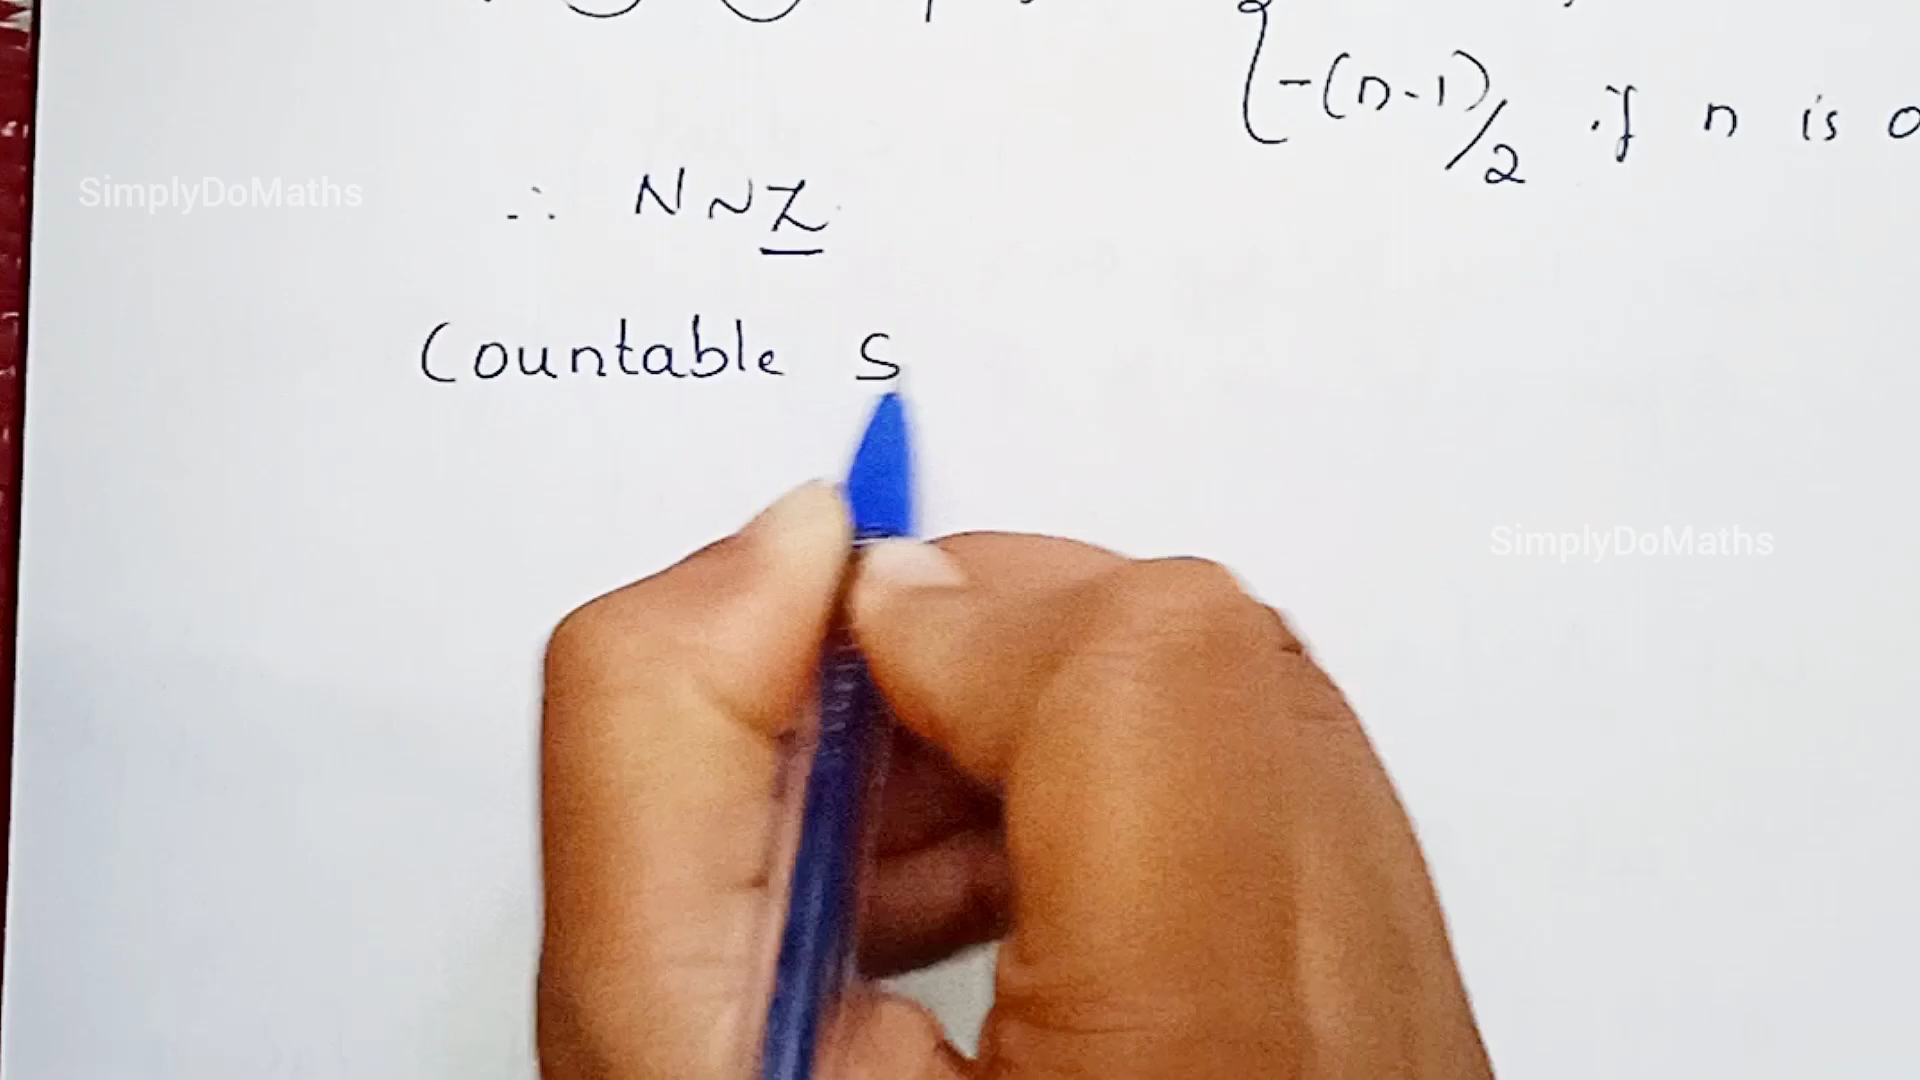 -(n-1)/2 if n is
SimplyDoMaths
∴ N~Z
Countable S
SimplyDoMaths